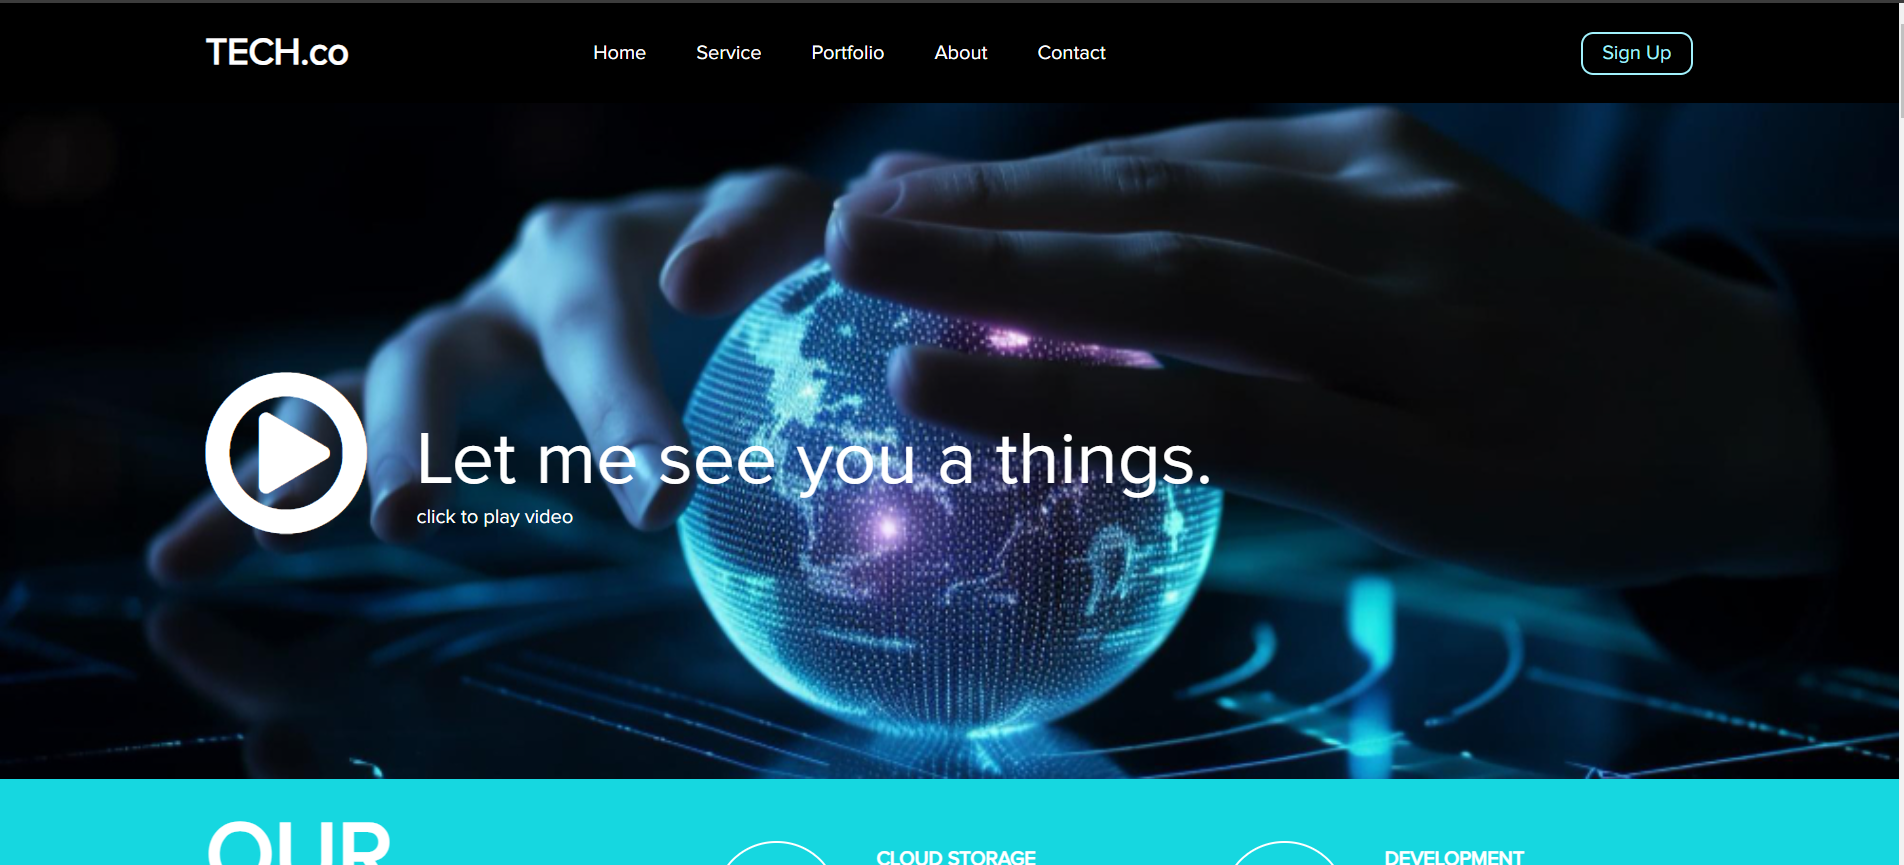 TECH.co
Home Service Portfolio About Contact
Sign Up
Let me see you a things.
click to play video
OUR
CLOUD STORAGE
DEVELOPMENT